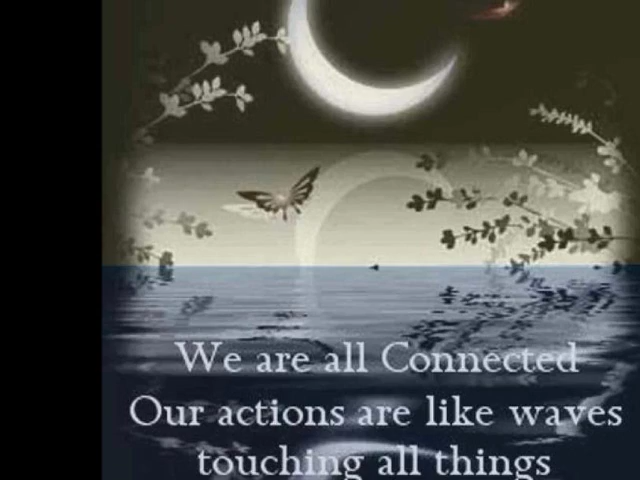 We are all Connected
Our actions are like waves
touching all things